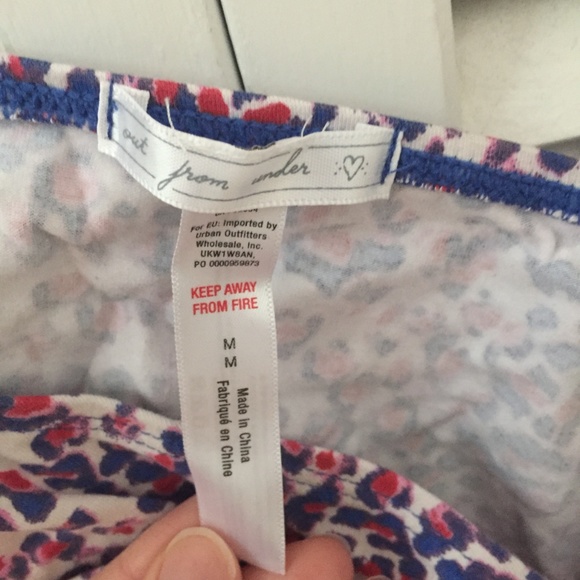 out from under
For EU: Imported by
Urban Outfitters
Wholesale, Inc.
UKW1W8AN,
PO 0000959873
KEEP AWAY
FROM FIRE
M
M
Made in China
Fabriqué en Chine